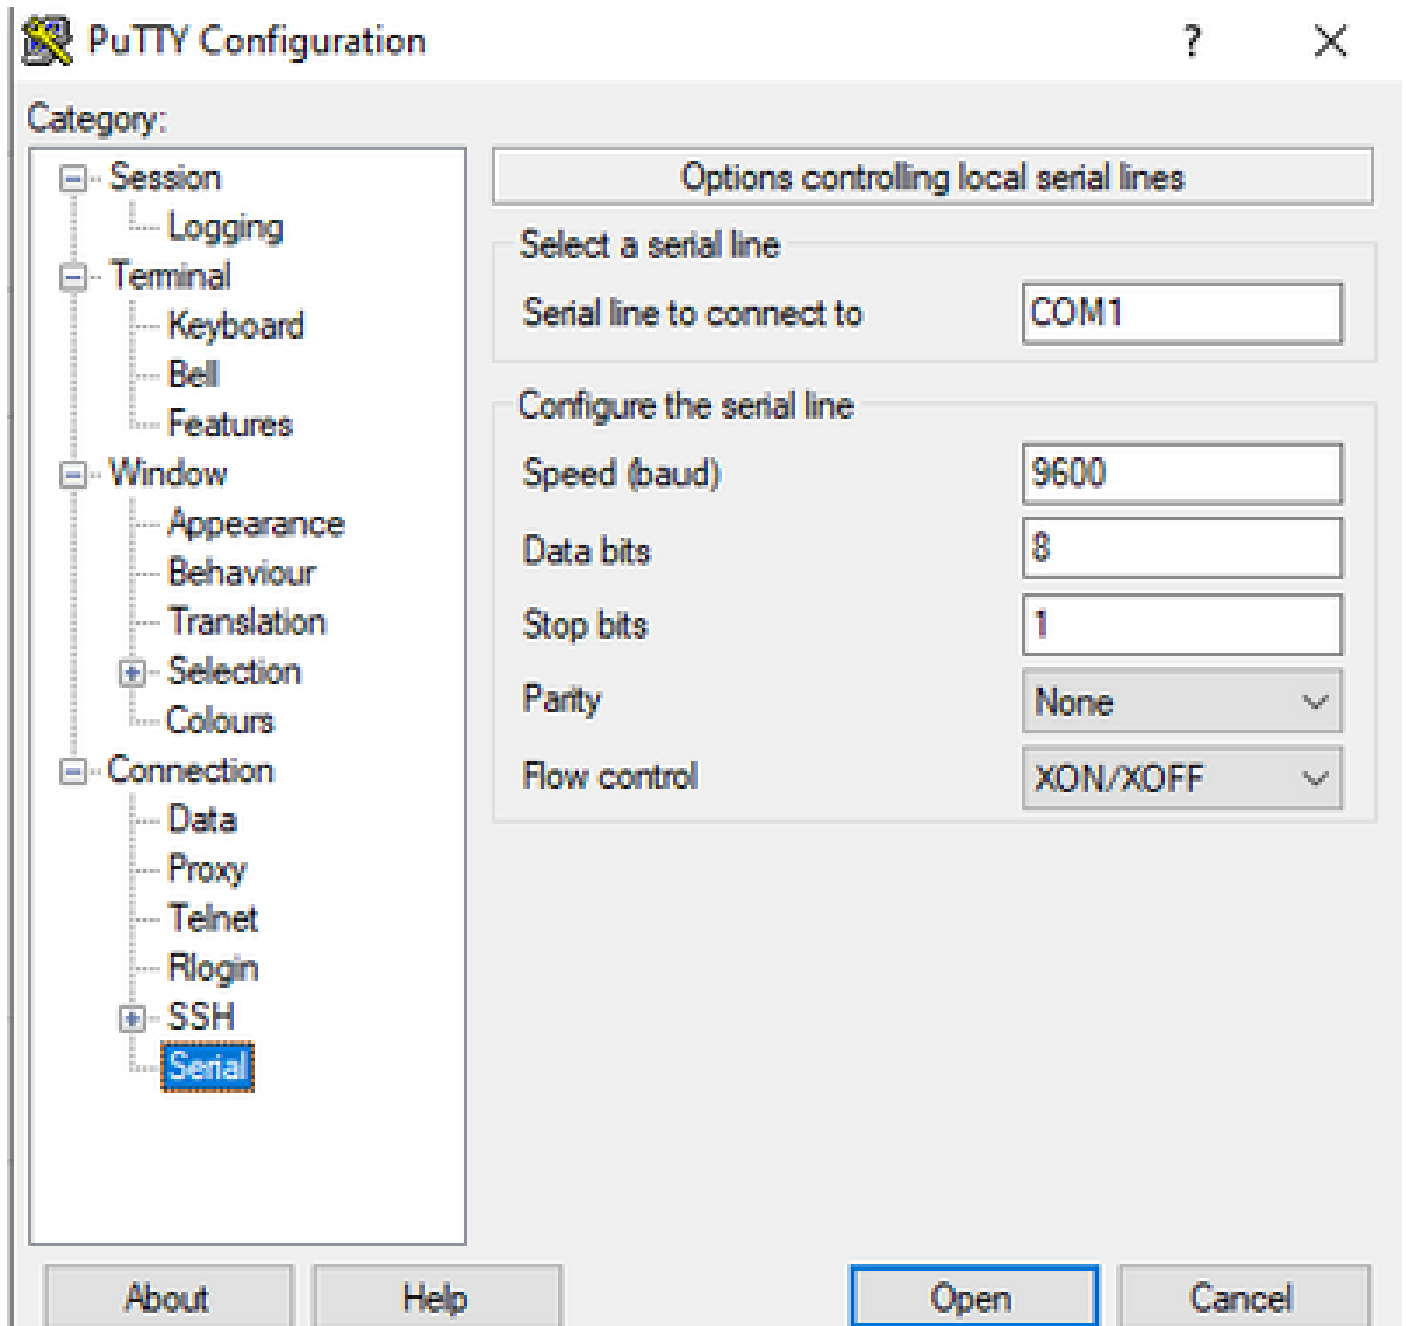 PuTTY Configuration
?
Category:
Session
Logging
Terminal
Keyboard
Bell
Features
Window
Appearance
Behaviour
Translation
Selection
Colours
Connection
Data
Proxy
Telnet
Rlogin
SSH
Serial
Options controlling local serial lines
Select a serial line
Serial line to connect to COM1
Configure the serial line
Speed (baud) 9600
Data bits 8
Stop bits 1
Parity None
Flow control XON/XOFF
About Help Open Cancel